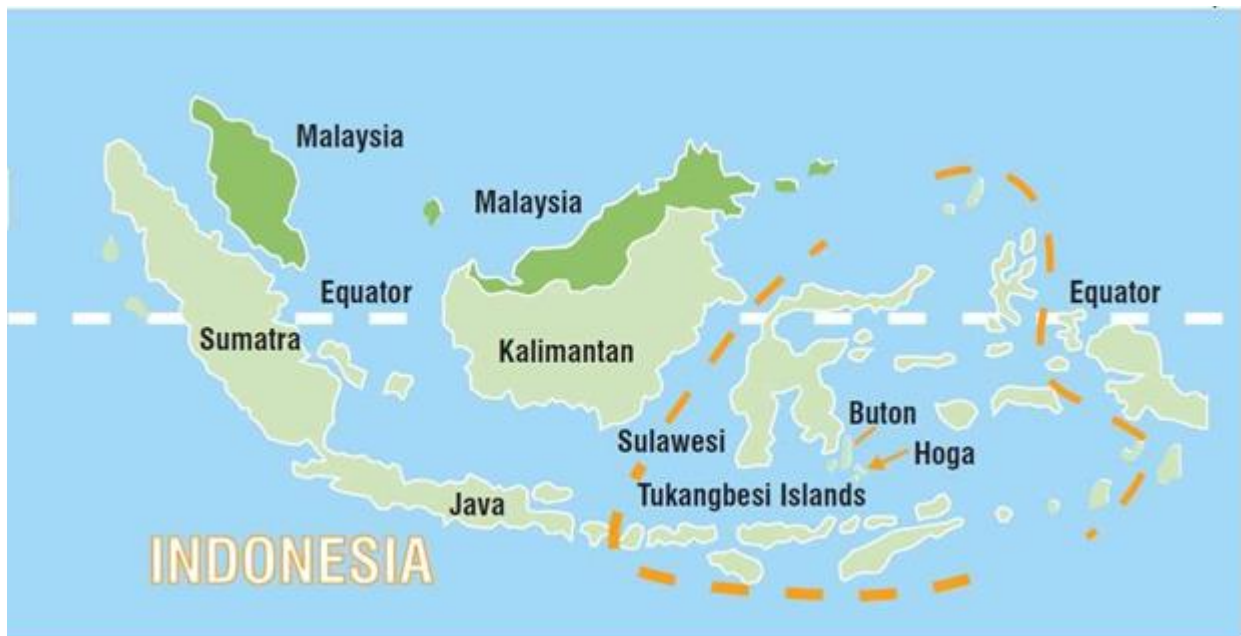 Malaysia
Malaysia
Equator
Equator
Sumatra
Kalimantan
Buton
Sulawesi
Hoga
Tukangbesi Islands
Java
INDONESIA